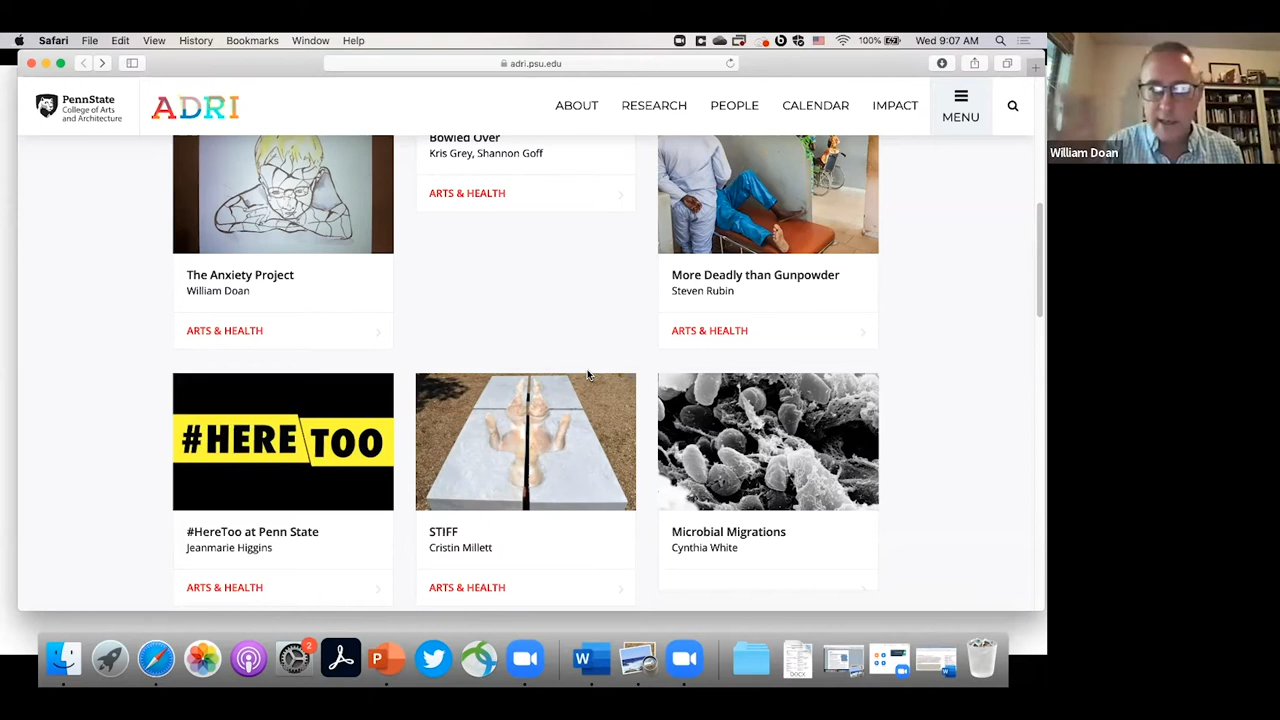 Safari File Edit View History Bookmarks Window Help 100% Wed 9:07 AM
adri.psu.edu
PennState
College of Arts
and Architecture
ADRI
ABOUT RESEARCH PEOPLE CALENDAR IMPACT MENU
William Doan
Bowled Over
Kris Grey, Shannon Goff
ARTS & HEALTH
The Anxiety Project
William Doan
ARTS & HEALTH
More Deadly than Gunpowder
Steven Rubin
ARTS & HEALTH
#HERE TOO
#HereToo at Penn State
Jeanmarie Higgins
ARTS & HEALTH
STIFF
Cristin Millett
ARTS & HEALTH
Microbial Migrations
Cynthia White
2
P
W
DOCX